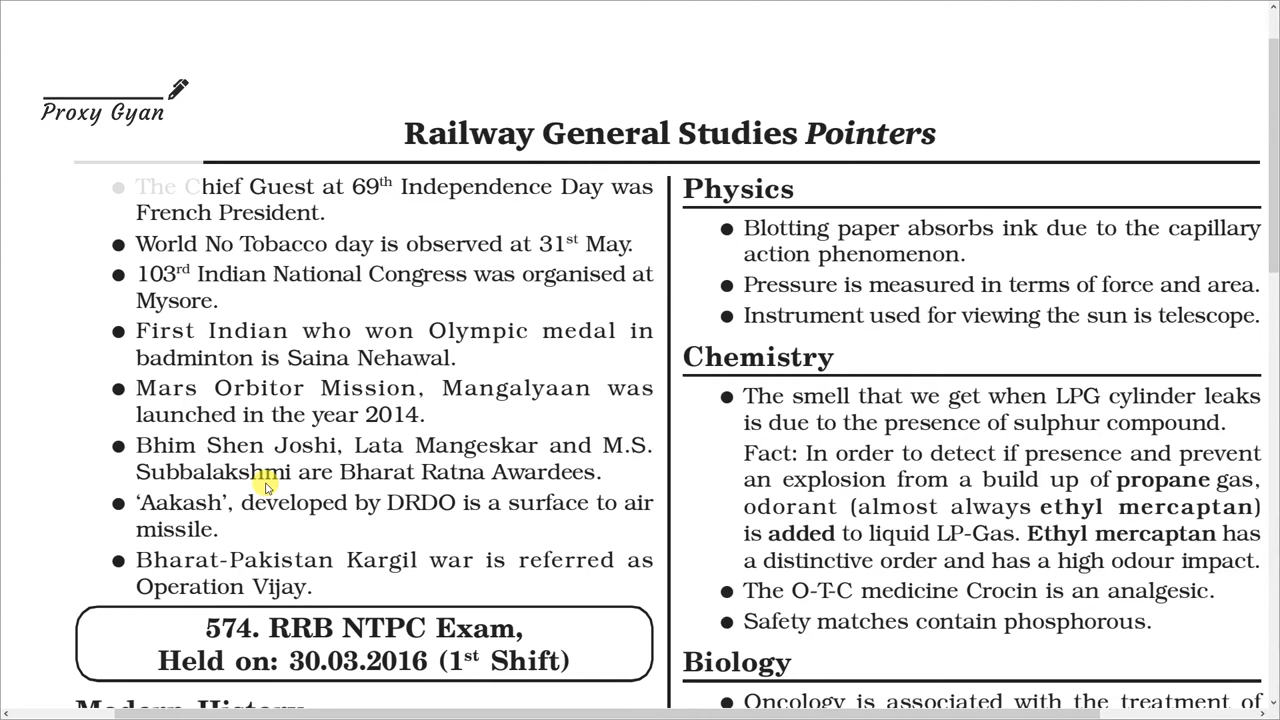 Proxy Gyan
Railway General Studies Pointers
● The Chief Guest at 69th Independence Day was
French President.
● World No Tobacco day is observed at 31st May.
● 103rd Indian National Congress was organised at
Mysore.
● First Indian who won Olympic medal in
badminton is Saina Nehawal.
● Mars Orbitor Mission, Mangalyaan was
launched in the year 2014.
● Bhim Shen Joshi, Lata Mangeskar and M.S.
Subbalakshmi are Bharat Ratna Awardees.
● ‘Aakash’, developed by DRDO is a surface to air
missile.
● Bharat-Pakistan Kargil war is referred as
Operation Vijay.
574. RRB NTPC Exam,
Held on: 30.03.2016 (1st Shift)
Modern History
Physics
● Blotting paper absorbs ink due to the capillary
action phenomenon.
● Pressure is measured in terms of force and area.
● Instrument used for viewing the sun is telescope.
Chemistry
● The smell that we get when LPG cylinder leaks
is due to the presence of sulphur compound.
Fact: In order to detect if presence and prevent
an explosion from a build up of propane gas,
odorant (almost always ethyl mercaptan)
is added to liquid LP-Gas. Ethyl mercaptan has
a distinctive order and has a high odour impact.
● The O-T-C medicine Crocin is an analgesic.
● Safety matches contain phosphorous.
Biology
● Oncology is associated with the treatment of